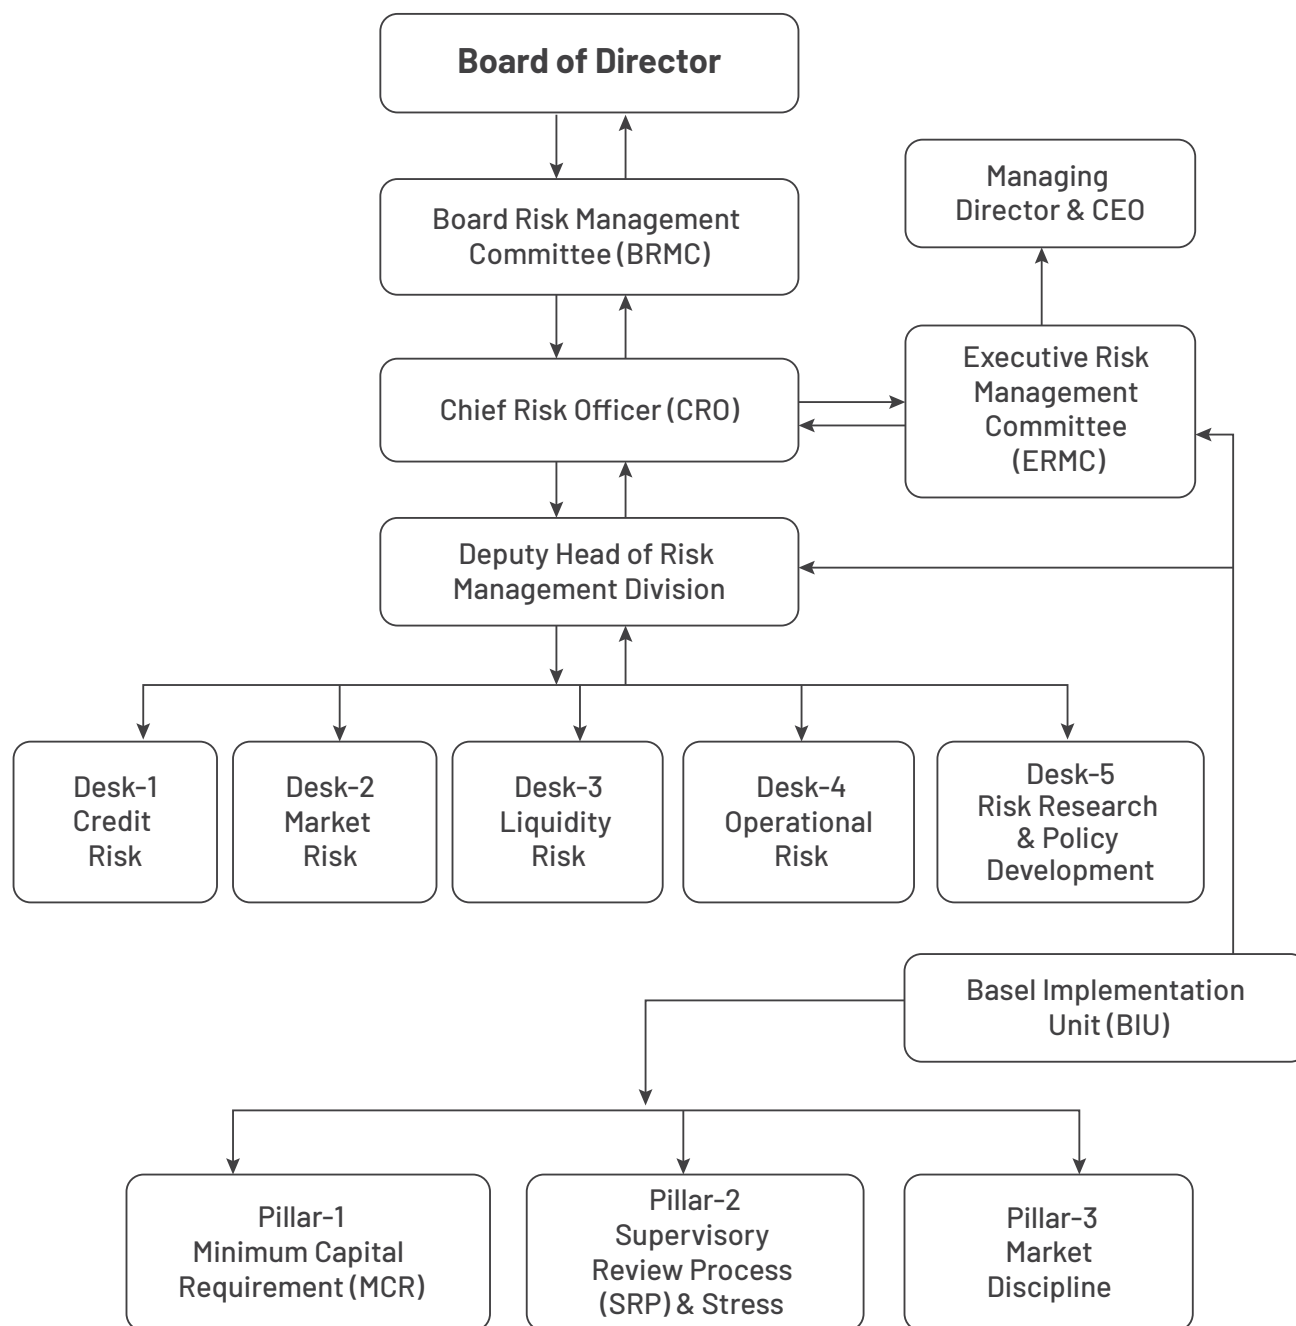 Board of Director
Board Risk Management
Committee (BRMC)
Managing
Director & CEO
Chief Risk Officer (CRO)
Executive Risk
Management
Committee
(ERMC)
Deputy Head of Risk
Management Division
Desk-1
Credit
Risk
Desk-2
Market
Risk
Desk-3
Liquidity
Risk
Desk-4
Operational
Risk
Desk-5
Risk Research
& Policy
Development
Basel Implementation
Unit (BIU)
Pillar-1
Minimum Capital
Requirement (MCR)
Pillar-2
Supervisory
Review Process
(SRP) & Stress
Pillar-3
Market
Discipline